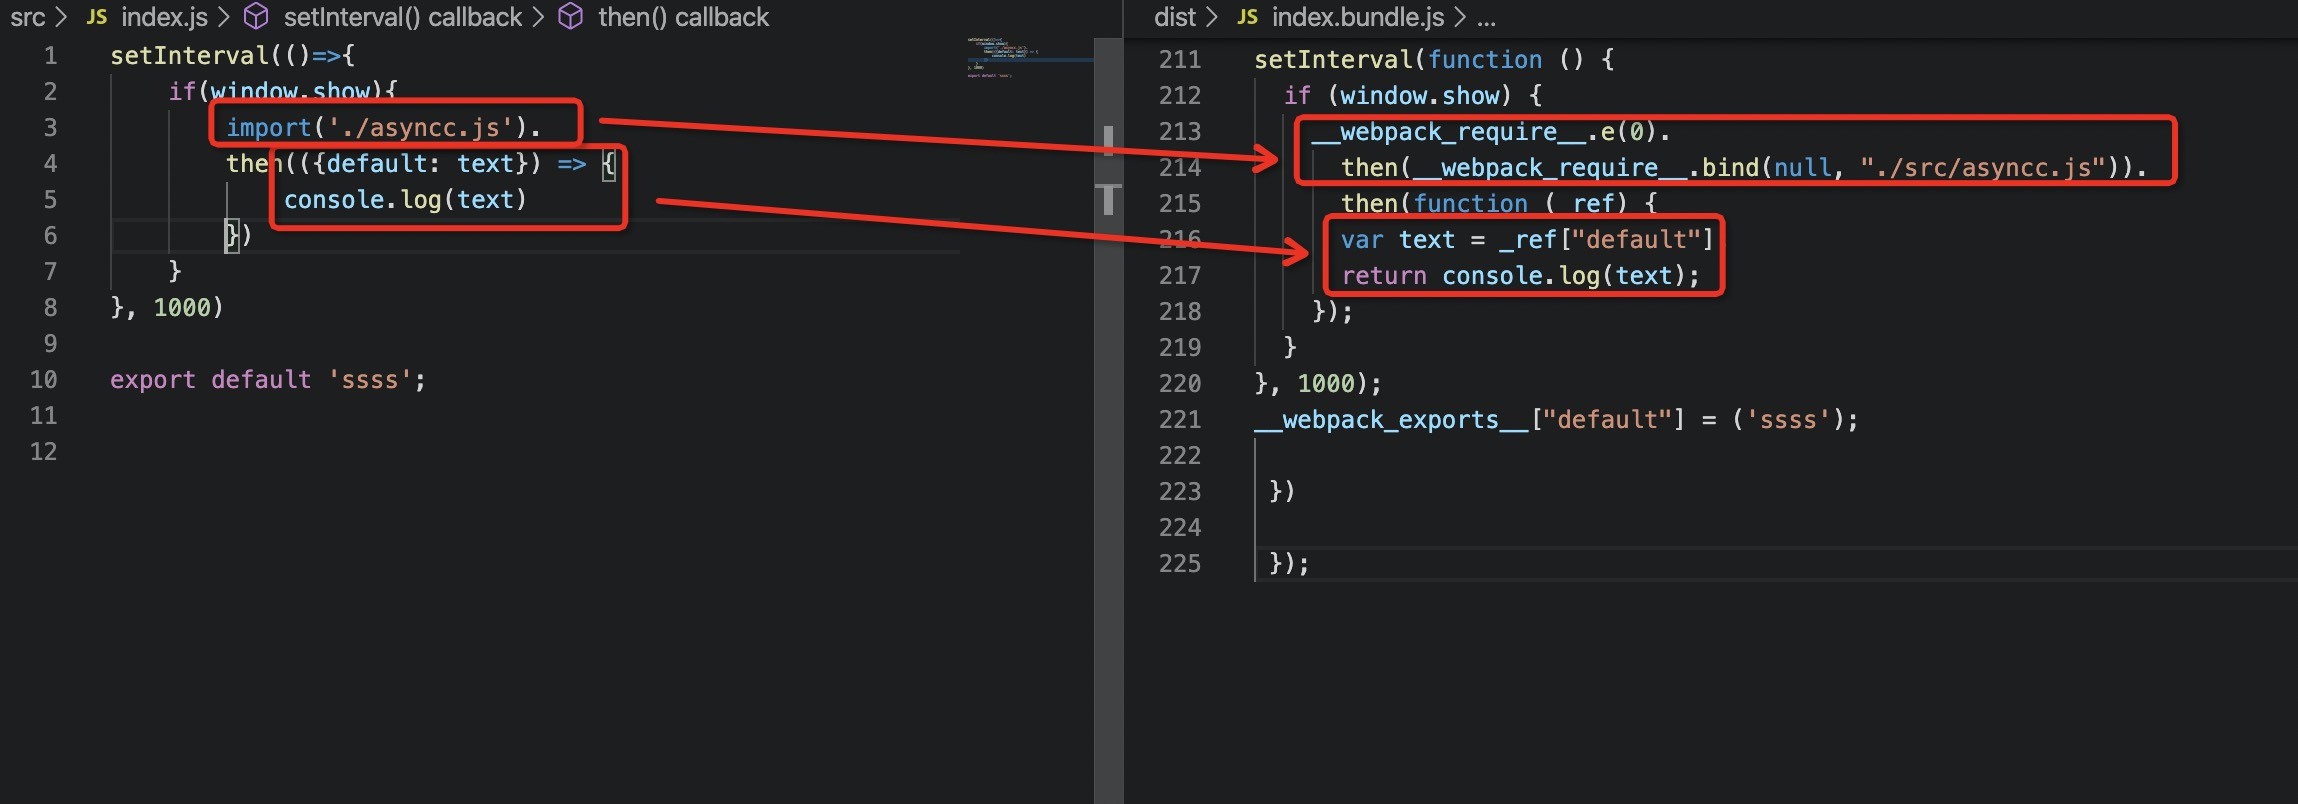 src > JS index.js > setInterval() callback > then() callback
1 setInterval(()=>{
2 if(window.show){
3 import('./asyncc.js').
4 then(({default: text}) => {
5 console.log(text)
6 })
7 }
8 }, 1000)
9
10 export default 'ssss';
11
12
dist > JS index.bundle.js > ...
211 setInterval(function () {
212 if (window.show) {
213 __webpack_require__.e(0).
214 then(__webpack_require__.bind(null, "./src/asyncc.js")).
215 then(function (_ref) {
216 var text = _ref["default"]
217 return console.log(text);
218 });
219 }
220 }, 1000);
221 __webpack_exports__["default"] = ('ssss');
222
223 })
224
225 });